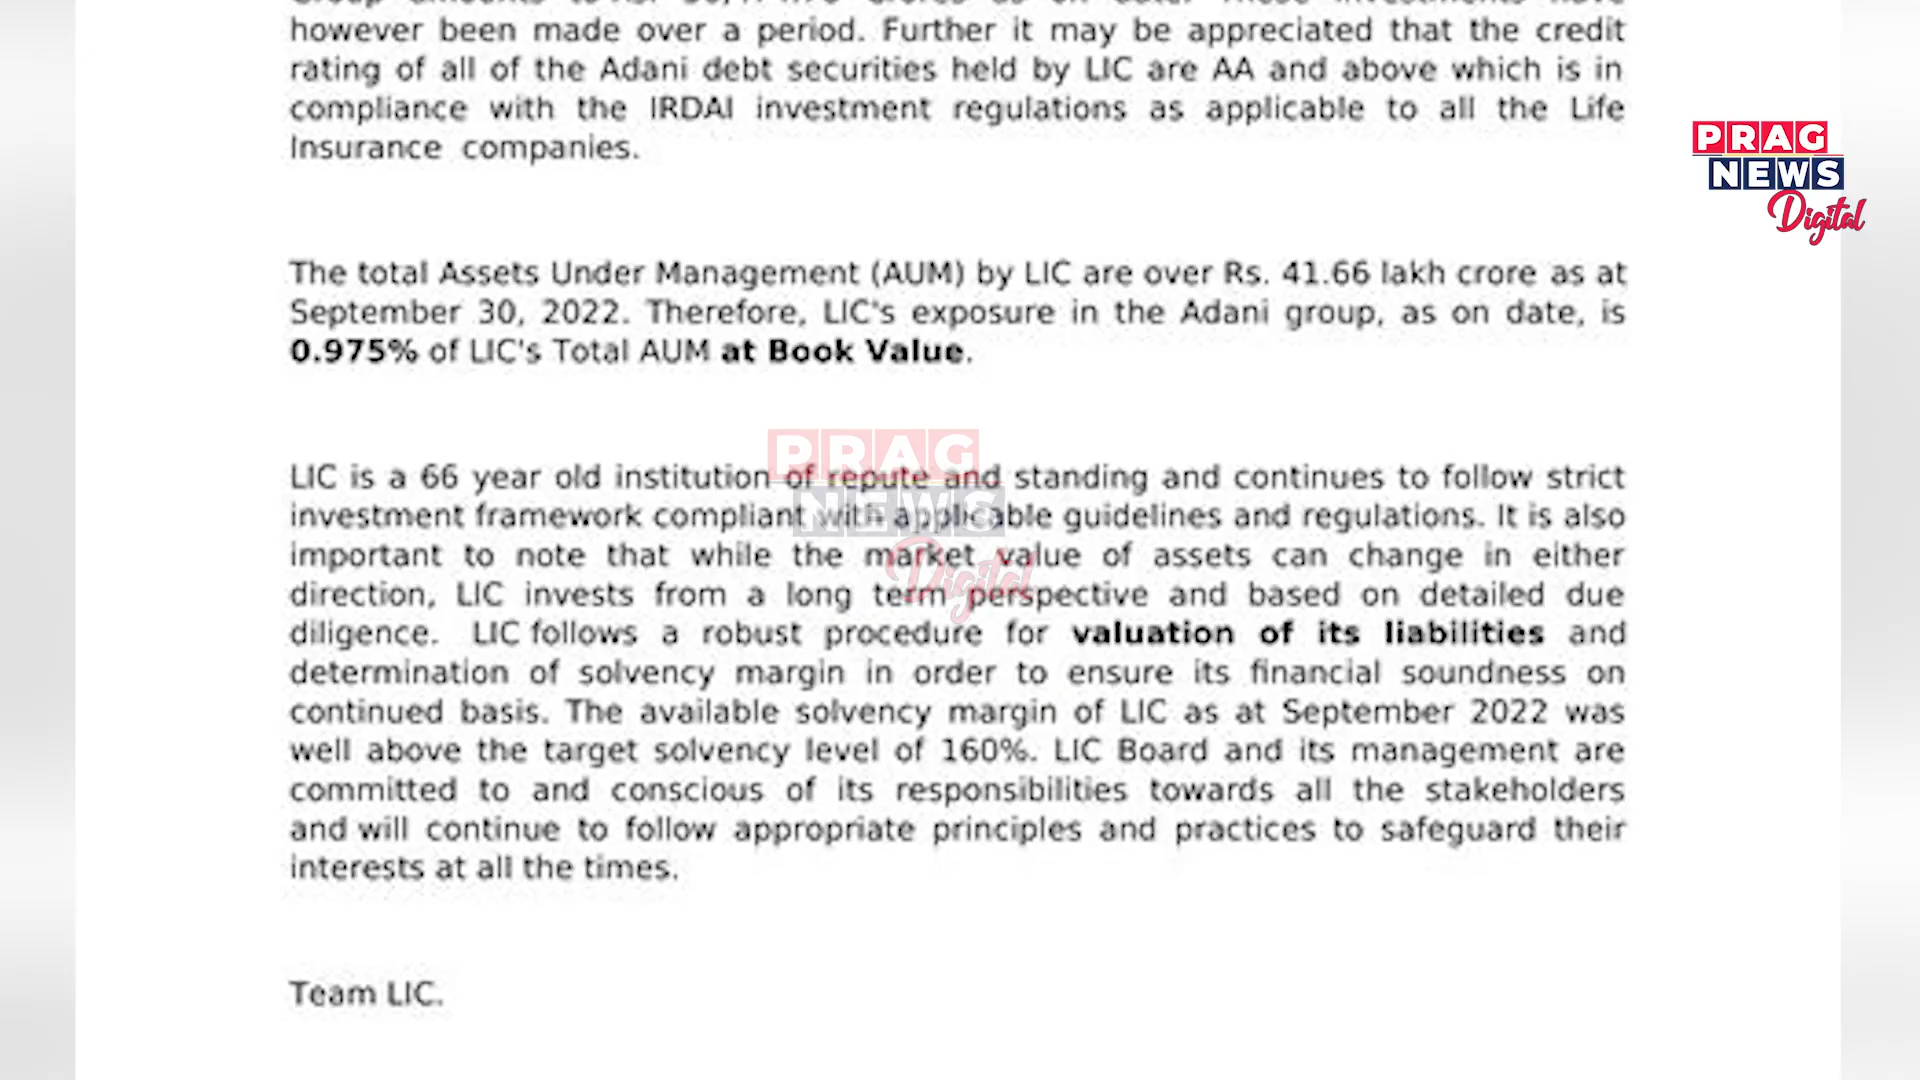 however been made over a period. Further it may be appreciated that the credit
rating of all of the Adani debt securities held by LIC are AA and above which is in
compliance with the IRDAI investment regulations as applicable to all the Life
Insurance companies.
The total Assets Under Management (AUM) by LIC are over Rs. 41.66 lakh crore as at
September 30, 2022. Therefore, LIC's exposure in the Adani group, as on date, is
0.975% of LIC's Total AUM at Book Value.
LIC is a 66 year old institution of repute and standing and continues to follow strict
investment framework compliant with applicable guidelines and regulations. It is also
important to note that while the market value of assets can change in either
direction, LIC invests from a long term perspective and based on detailed due
diligence. LIC follows a robust procedure for valuation of its liabilities and
determination of solvency margin in order to ensure its financial soundness on
continued basis. The available solvency margin of LIC as at September 2022 was
well above the target solvency level of 160%. LIC Board and its management are
committed to and conscious of its responsibilities towards all the stakeholders
and will continue to follow appropriate principles and practices to safeguard their
interests at all the times.
Team LIC.
PRAG
NEWS
Digital
PRAG
NEWS
Digital